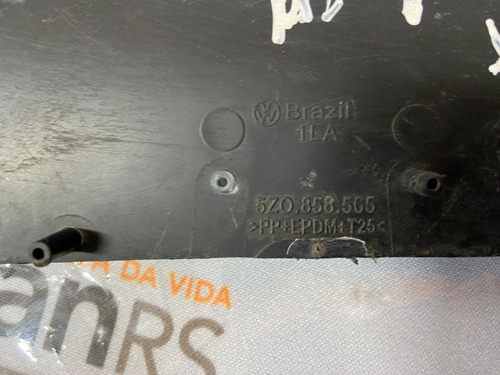 Brazil
1LA
5Z0.858.565
>PP+EPDM+T25<
DA VIDA
anRS